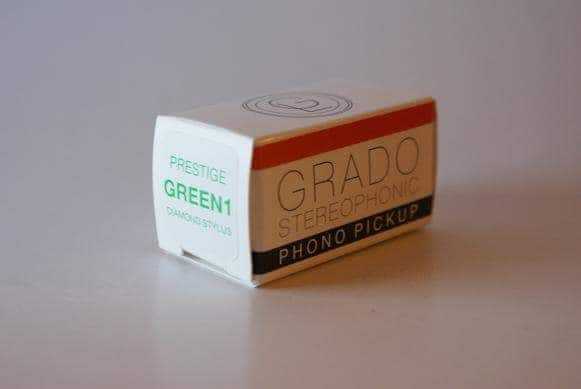 PRESTIGE
GREEN1
DIAMOND STYLUS
GRADO
STEREOPHONIC
PHONO PICKUP